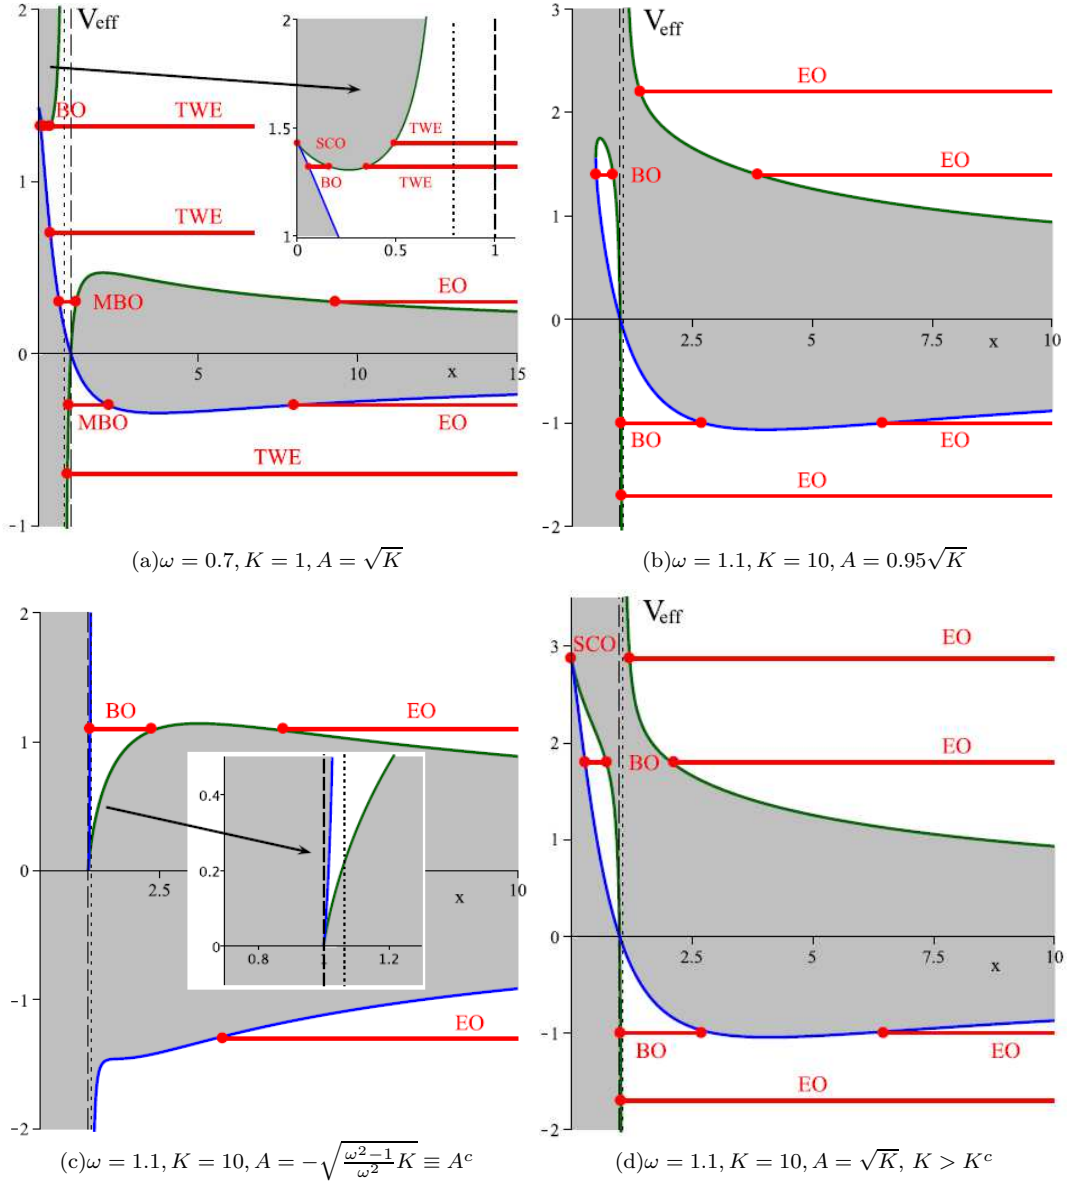 2
V_eff
2
1.5
1
0
0.5
1
SCO
TWE
BO
TWE
BO
TWE
1
TWE
MBO
EO
0
5
10
x
15
MBO
EO
TWE
-1
(a)ω = 0.7, K = 1, A = √K
3
V_eff
EO
2
BO
EO
1
0
2.5
5
7.5
x
10
-1
BO
EO
EO
-2
(b)ω = 1.1, K = 10, A = 0.95√K
2
BO
EO
1
0.4
0.2
0
0.8
1
1.2
0
2.5
x
10
-1
EO
-2
(c)ω = 1.1, K = 10, A = −√((ω²−1)/ω² K) ≡ A^c
V_eff
3
SCO
EO
2
BO
EO
1
0
2.5
5
7.5
x
10
-1
BO
EO
EO
-2
(d)ω = 1.1, K = 10, A = √K, K > K^c